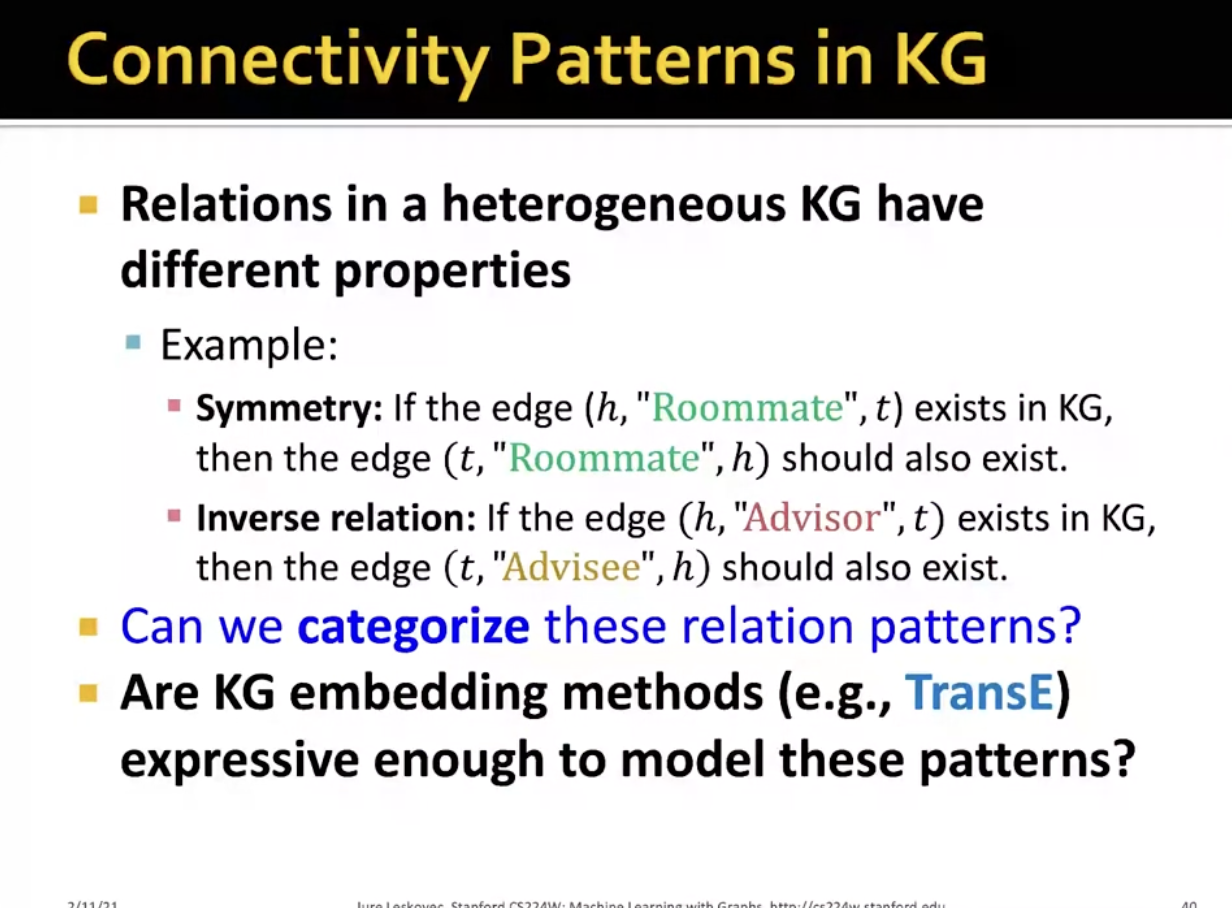 Connectivity Patterns in KG
Relations in a heterogeneous KG have
different properties
Example:
Symmetry: If the edge (h, "Roommate", t) exists in KG,
then the edge (t, "Roommate", h) should also exist.
Inverse relation: If the edge (h, "Advisor", t) exists in KG,
then the edge (t, "Advisee", h) should also exist.
Can we categorize these relation patterns?
Are KG embedding methods (e.g., TransE)
expressive enough to model these patterns?
2/11/21 Jure Leskovec, Stanford CS224W: Machine Learning with Graphs, http://cs224w.stanford.edu 40